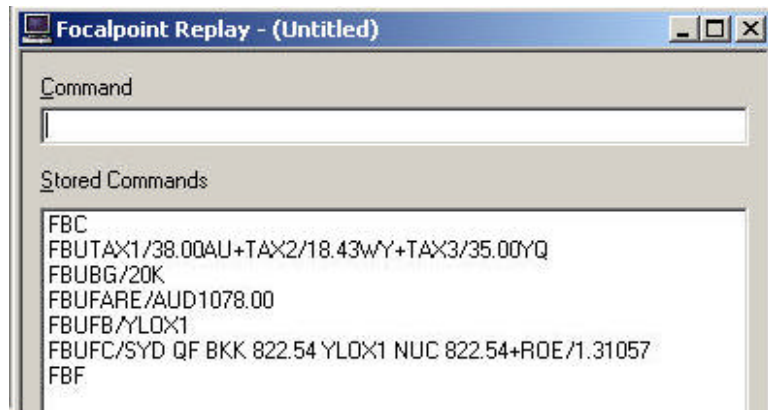 Focalpoint Replay - (Untitled)
Command
Stored Commands
FBC
FBUTAX1/38.00AU+TAX2/18.43WY+TAX3/35.00YQ
FBUBG/20K
FBUFARE/AUD1078.00
FBUFB/YLOX1
FBUFC/SYD QF BKK 822.54 YLOX1 NUC 822.54+ROE/1.31057
FBF